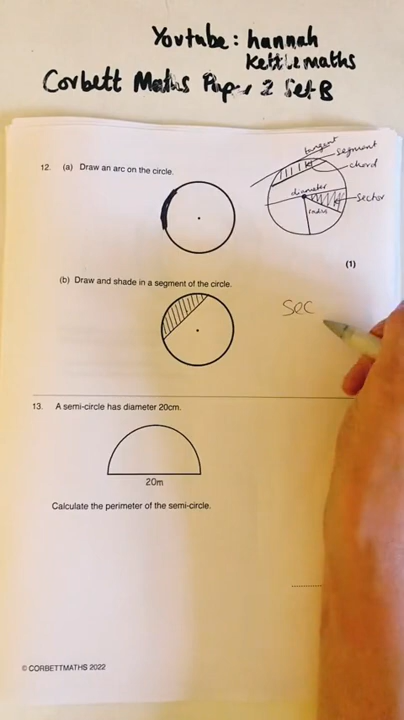 Youtube: hannah
Kettlemaths
Corbett Maths Paper 2 Set B
12. (a) Draw an arc on the circle.
tangent
segment
chord
diameter
sector
radius
(1)
(b) Draw and shade in a segment of the circle.
sec
13. A semi-circle has diameter 20cm.
20m
Calculate the perimeter of the semi-circle.
© CORBETTMATHS 2022